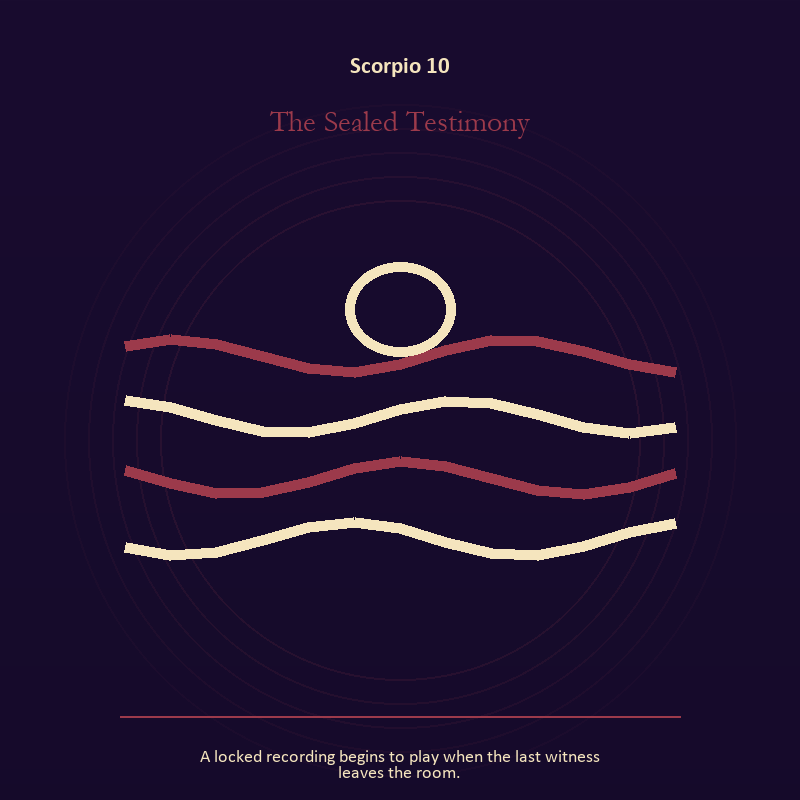 Scorpio 10
The Sealed Testimony
A locked recording begins to play when the last witness
leaves the room.